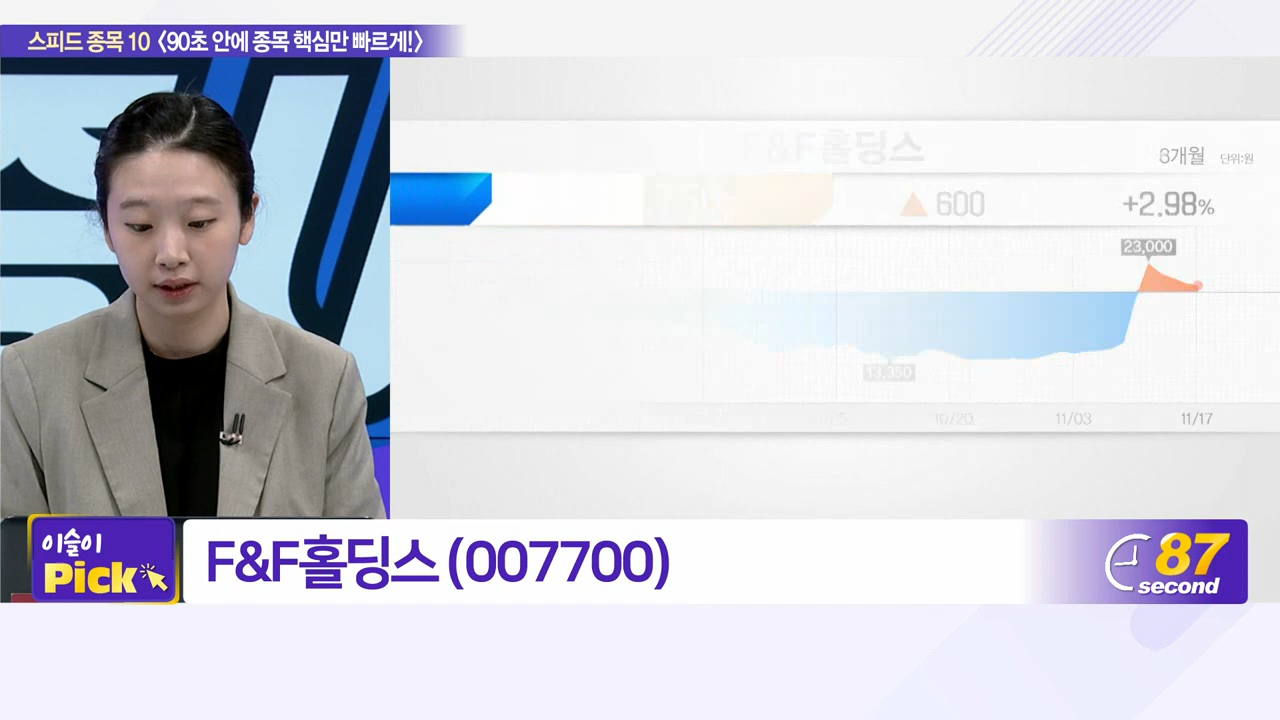 스피드 종목 10 〈90초 안에 종목 핵심만 빠르게!〉
F&F홀딩스
3개월 단위:원
▲600 +2.98%
23,000
13,350
10/20 11/03 11/17
이슬이
Pick
F&F홀딩스 (007700)
87
second